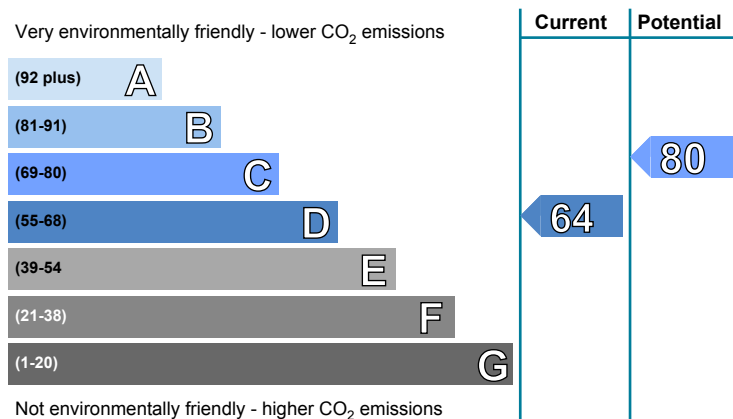 Current Potential
Very environmentally friendly - lower CO₂ emissions
(92 plus) A
(81-91) B
(69-80) C
80
(55-68) D
64
(39-54 E
(21-38) F
(1-20) G
Not environmentally friendly - higher CO₂ emissions